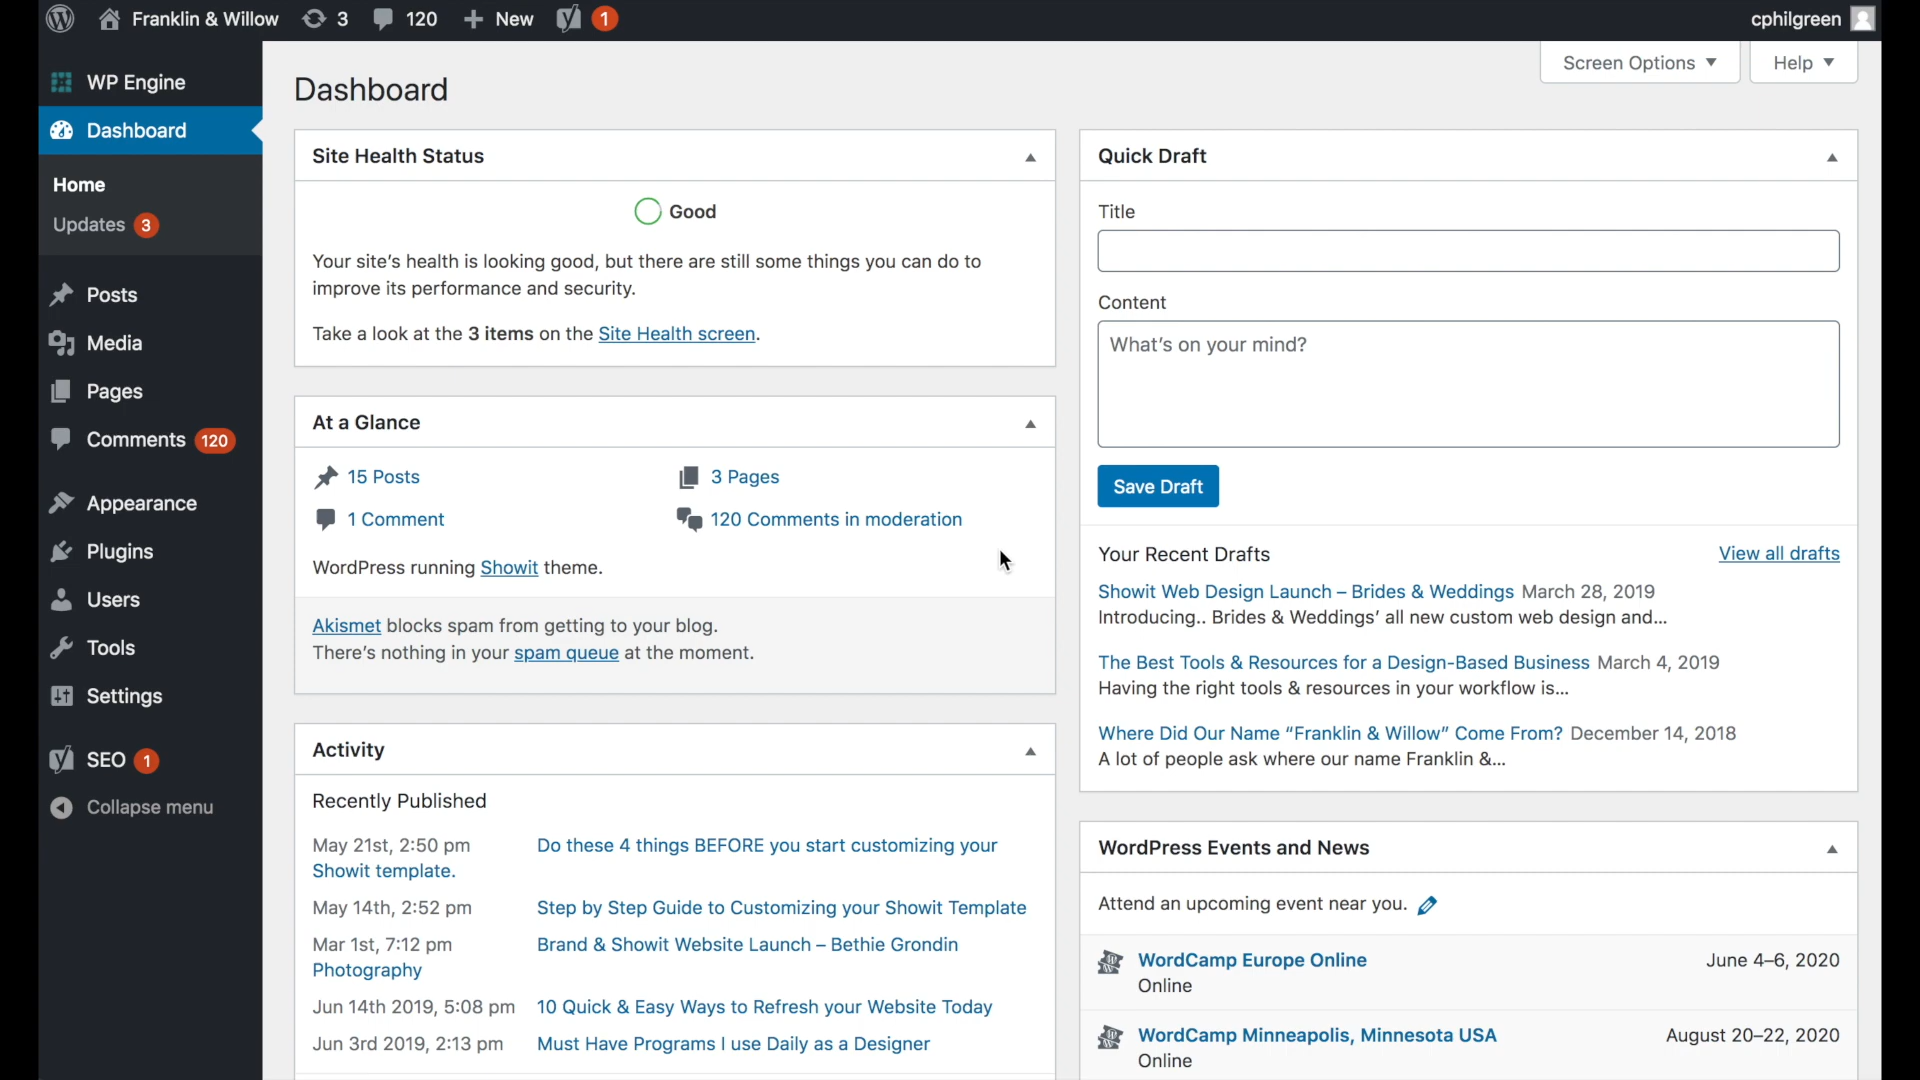 Franklin & Willow 3 120 New 1 cphilgreen
WP Engine
Dashboard
Home
Updates 3
Posts
Media
Pages
Comments 120
Appearance
Plugins
Users
Tools
Settings
SEO 1
Collapse menu
Screen Options Help
Dashboard
Site Health Status
Good
Your site's health is looking good, but there are still some things you can do to
improve its performance and security.
Take a look at the 3 items on the Site Health screen.
At a Glance
15 Posts 3 Pages
1 Comment 120 Comments in moderation
WordPress running Showit theme.
Akismet blocks spam from getting to your blog.
There's nothing in your spam queue at the moment.
Activity
Recently Published
May 21st, 2:50 pm Do these 4 things BEFORE you start customizing your
Showit template.
May 14th, 2:52 pm Step by Step Guide to Customizing your Showit Template
Mar 1st, 7:12 pm Brand & Showit Website Launch – Bethie Grondin
Photography
Jun 14th 2019, 5:08 pm 10 Quick & Easy Ways to Refresh your Website Today
Jun 3rd 2019, 2:13 pm Must Have Programs I use Daily as a Designer
Quick Draft
Title
Content
What's on your mind?
Save Draft
Your Recent Drafts View all drafts
Showit Web Design Launch – Brides & Weddings March 28, 2019
Introducing.. Brides & Weddings' all new custom web design and…
The Best Tools & Resources for a Design-Based Business March 4, 2019
Having the right tools & resources in your workflow is…
Where Did Our Name “Franklin & Willow” Come From? December 14, 2018
A lot of people ask where our name Franklin &…
WordPress Events and News
Attend an upcoming event near you.
WordCamp Europe Online June 4–6, 2020
Online
WordCamp Minneapolis, Minnesota USA August 20–22, 2020
Online